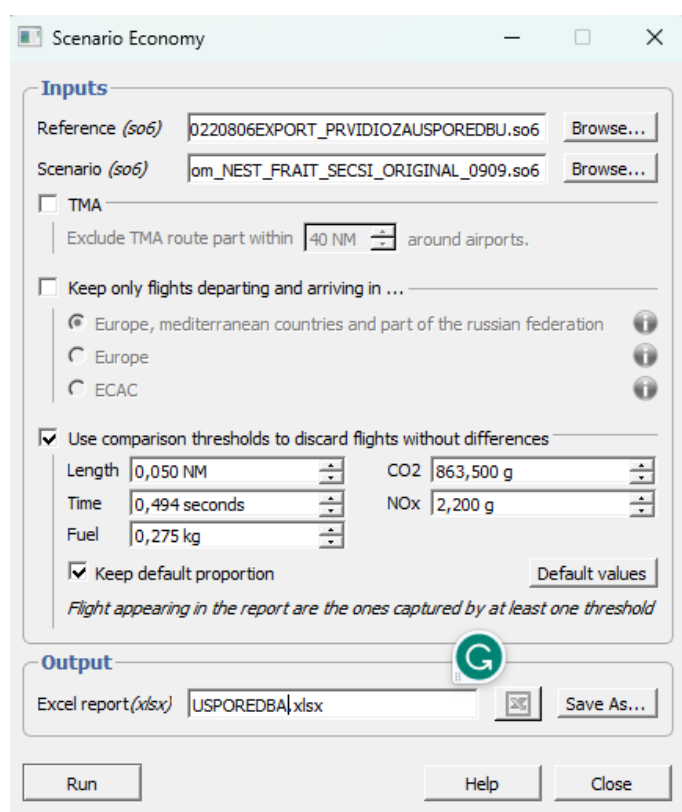 Scenario Economy
Inputs
Reference (so6) 0220806EXPORT_PRVIDIOZAUSPOREDBU.so6 Browse...
Scenario (so6) om_NEST_FRAIT_SECSI_ORIGINAL_0909.so6 Browse...
TMA
Exclude TMA route part within 40 NM around airports.
Keep only flights departing and arriving in ...
Europe, mediterranean countries and part of the russian federation
Europe
ECAC
Use comparison thresholds to discard flights without differences
Length 0,050 NM CO2 863,500 g
Time 0,494 seconds NOx 2,200 g
Fuel 0,275 kg
Keep default proportion Default values
Flight appearing in the report are the ones captured by at least one threshold
Output
Excel report(xlsx) USPOREDBA.xlsx Save As...
Run Help Close